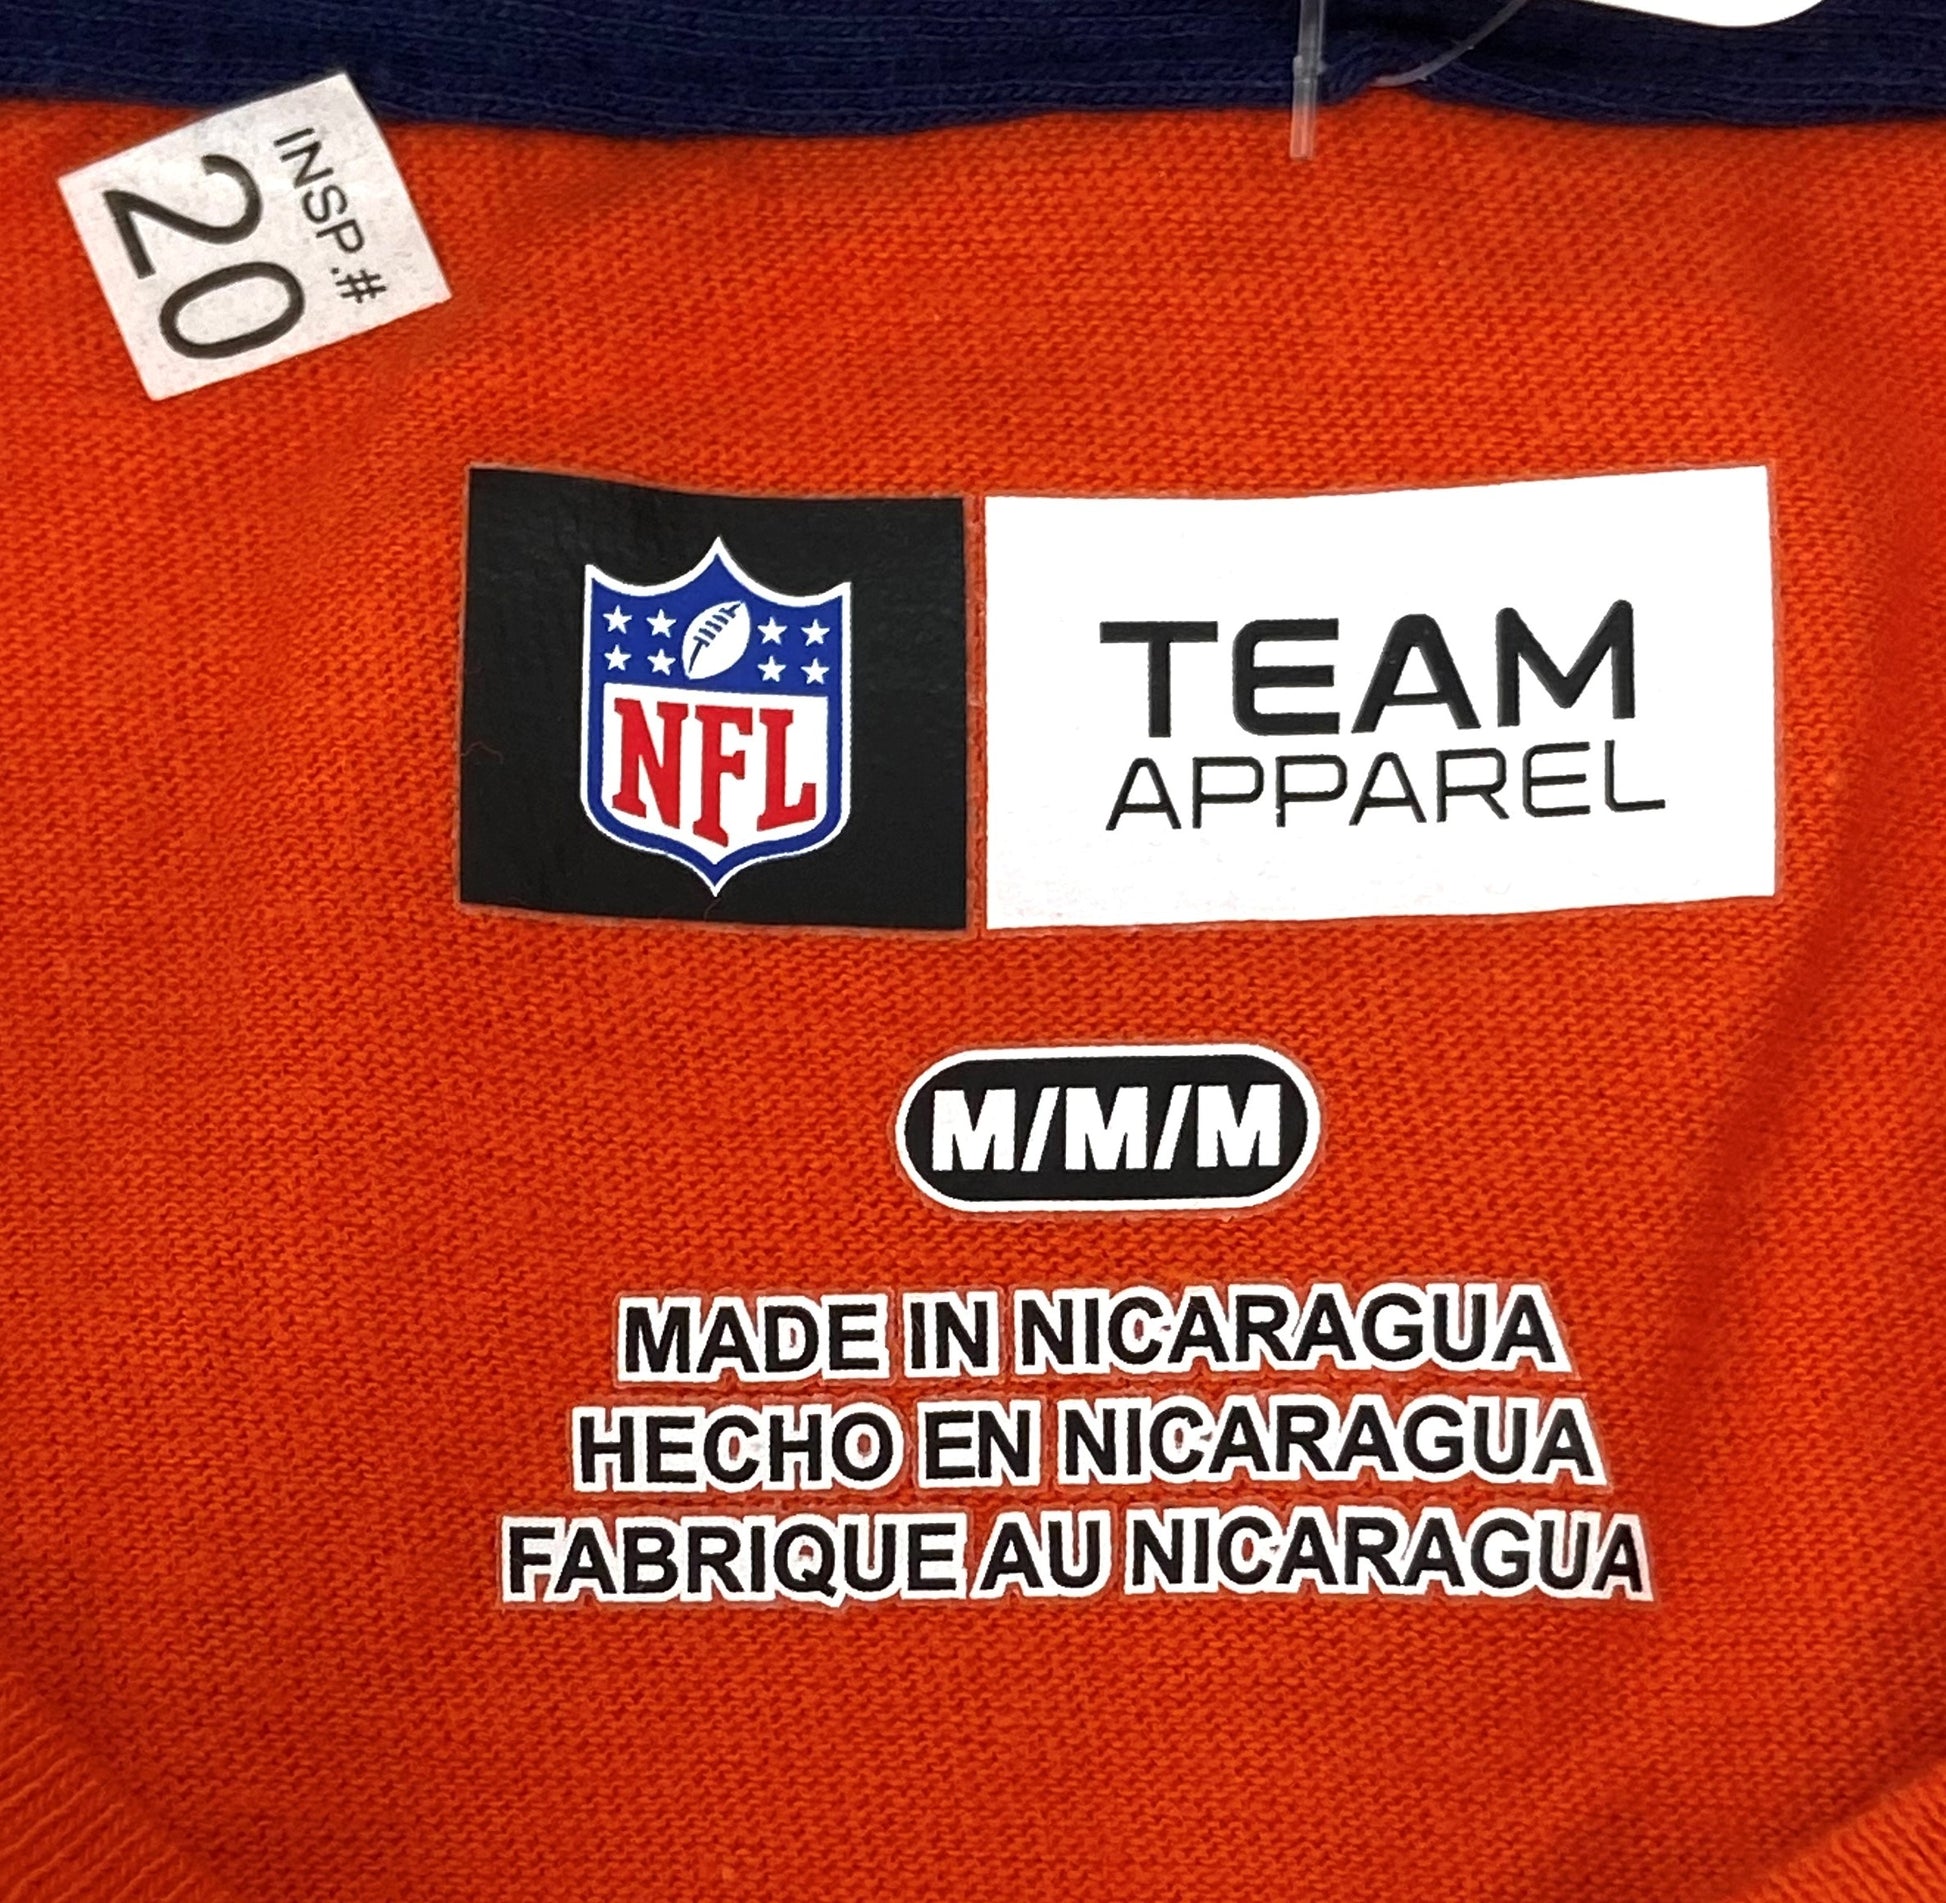 INSP.#
20
NFL
TEAM
APPAREL
M/M/M
MADE IN NICARAGUA
HECHO EN NICARAGUA
FABRIQUE AU NICARAGUA